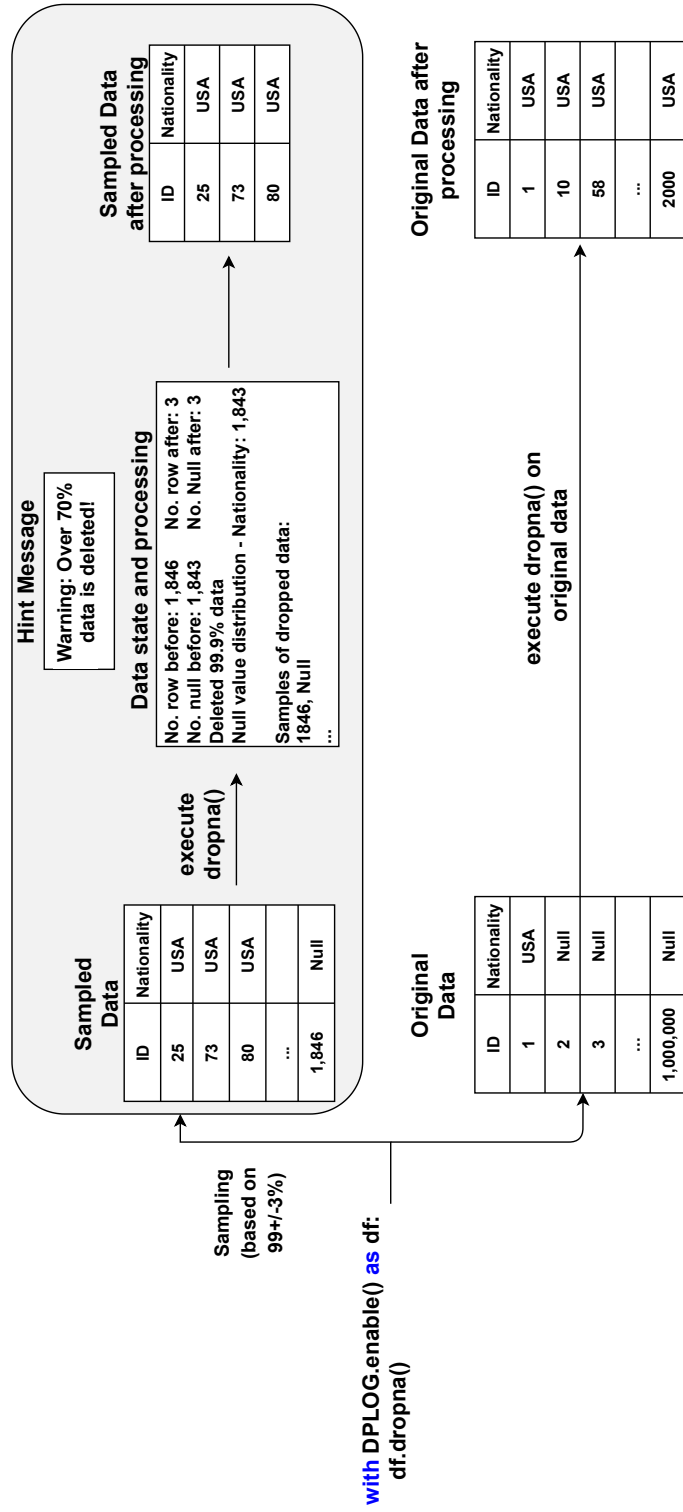 with DPLOG.enable() as df:
df.dropna()
Sampling
(based on
99+/-3%)
Hint Message
Warning: Over 70%
data is deleted!
Sampled
Data
ID Nationality
25 USA
73 USA
80 USA
...
1,846 Null
execute
dropna()
Data state and processing
No. row before: 1,846 No. row after: 3
No. null before: 1,843 No. Null after: 3
Deleted 99.9% data
Null value distribution - Nationality: 1,843
Samples of dropped data:
1846, Null
...
Sampled Data
after processing
ID Nationality
25 USA
73 USA
80 USA
Original
Data
ID Nationality
1 USA
2 Null
3 Null
...
1,000,000 Null
execute dropna() on
original data
Original Data after
processing
ID Nationality
1 USA
10 USA
58 USA
...
2000 USA